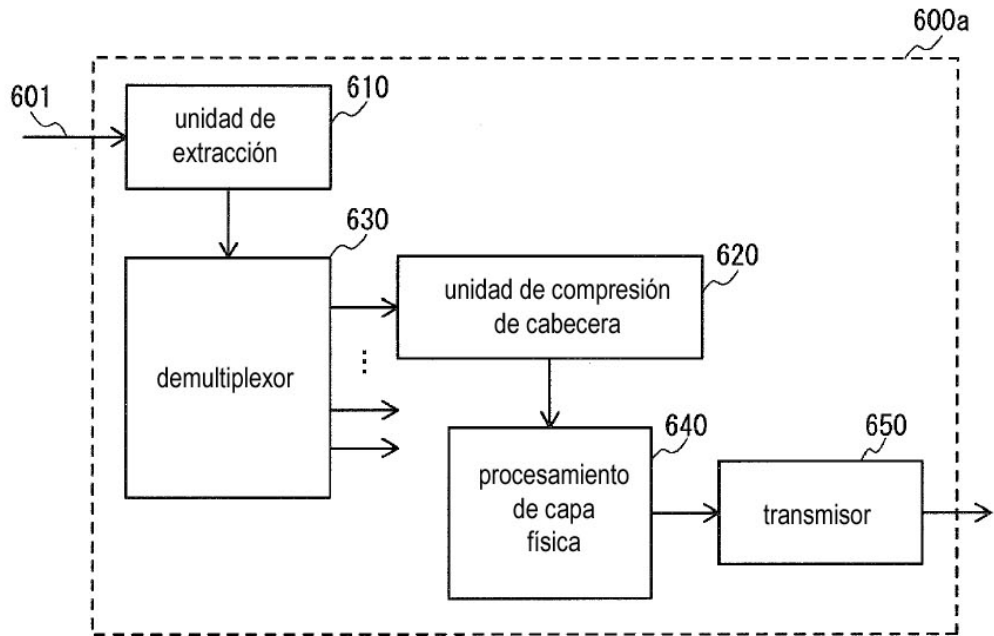 600a
601
610
unidad de
extracción
630
620
unidad de compresión
de cabecera
demultiplexor
640
650
procesamiento
de capa
física
transmisor